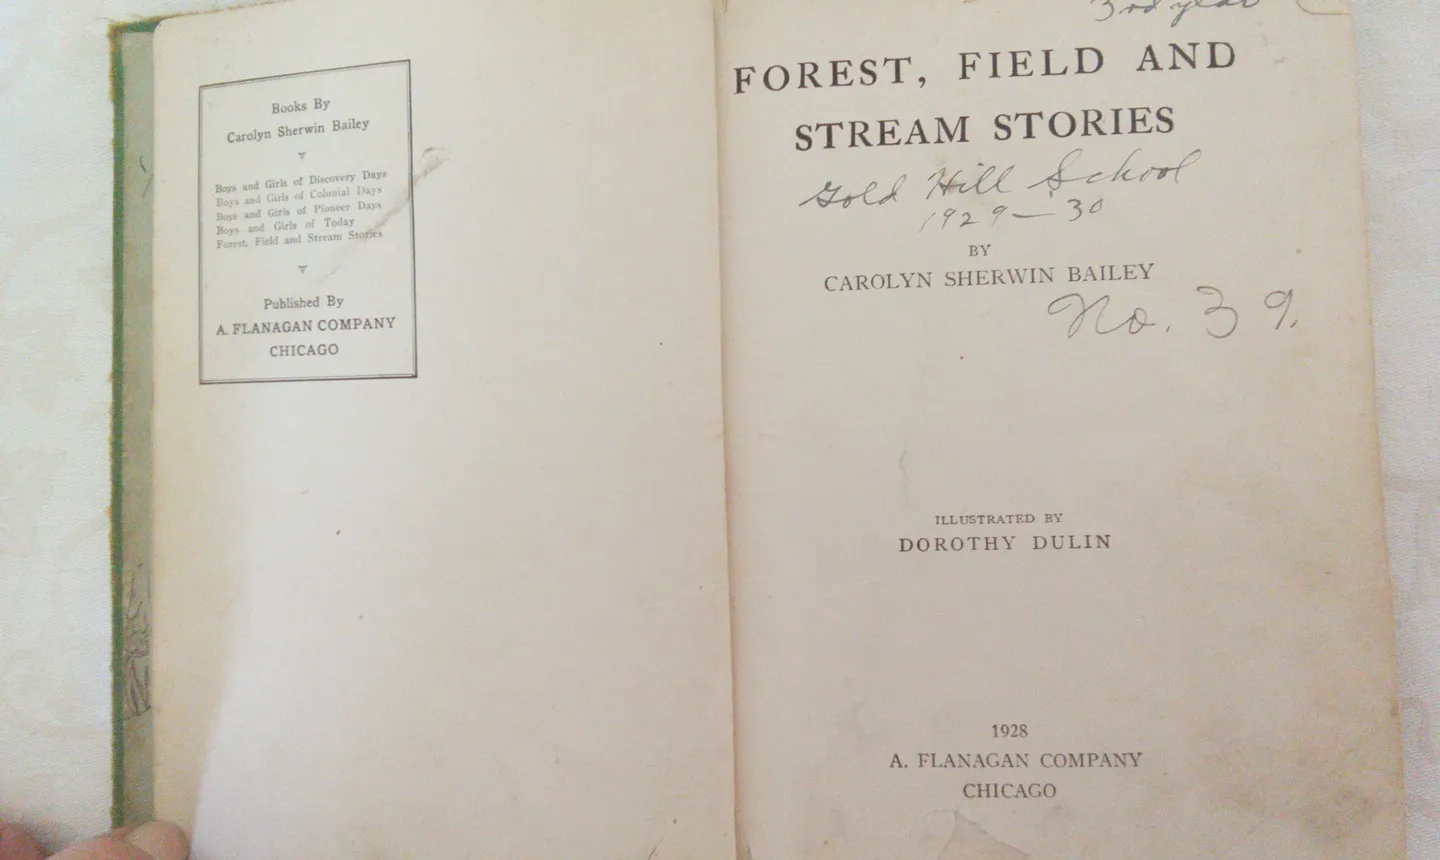 Books By
Carolyn Sherwin Bailey
Boys and Girls of Discovery Days
Boys and Girls of Colonial Days
Boys and Girls of Pioneer Days
Boys and Girls of Today
Forest, Field and Stream Stories
Published By
A. FLANAGAN COMPANY
CHICAGO
3rd year
FOREST, FIELD AND
STREAM STORIES
Gold Hill School
1929-30
BY
CAROLYN SHERWIN BAILEY
No. 39.
ILLUSTRATED BY
DOROTHY DULIN
1928
A. FLANAGAN COMPANY
CHICAGO